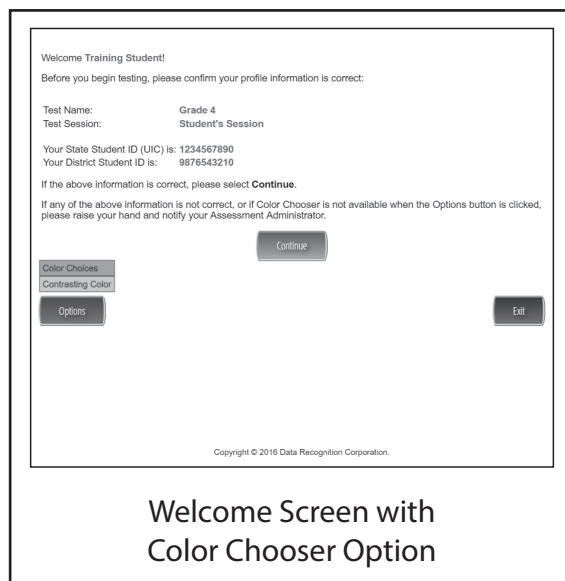 Welcome Training Student!
Before you begin testing, please confirm your profile information is correct:
Test Name: Grade 4
Test Session: Student's Session
Your State Student ID (UIC) is: 1234567890
Your District Student ID is: 9876543210
If the above information is correct, please select Continue.
If any of the above information is not correct, or if Color Chooser is not available when the Options button is clicked,
please raise your hand and notify your Assessment Administrator.
Continue
Color Choices
Contrasting Color
Options
Exit
Copyright © 2016 Data Recognition Corporation.
Welcome Screen with
Color Chooser Option